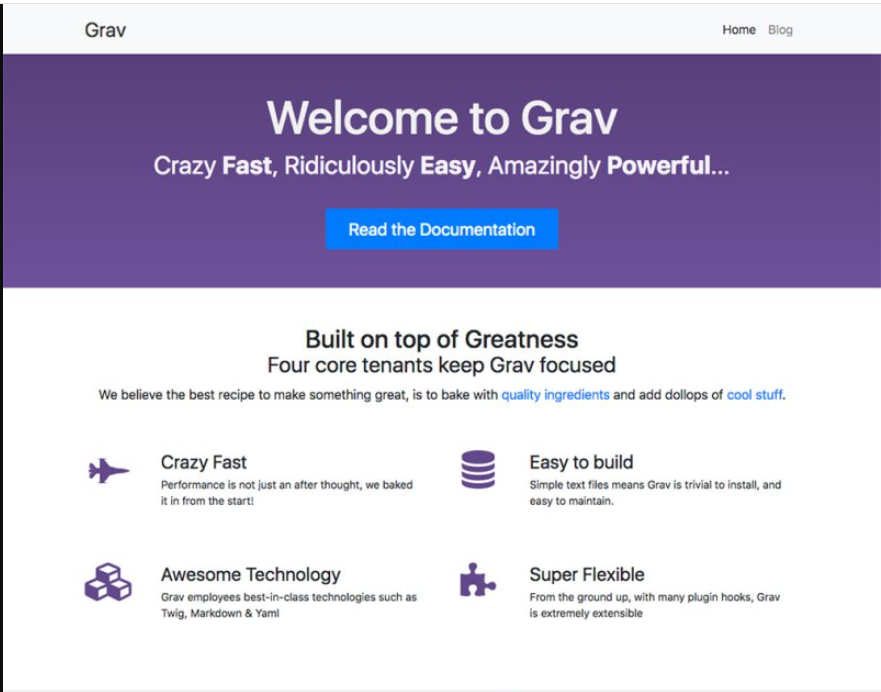 Grav
Home Blog
Welcome to Grav
Crazy Fast, Ridiculously Easy, Amazingly Powerful...
Read the Documentation
Built on top of Greatness
Four core tenants keep Grav focused
We believe the best recipe to make something great, is to bake with quality ingredients and add dollops of cool stuff.
Crazy Fast
Performance is not just an after thought, we baked
it in from the start!
Easy to build
Simple text files means Grav is trivial to install, and
easy to maintain.
Awesome Technology
Grav employees best-in-class technologies such as
Twig, Markdown & Yaml
Super Flexible
From the ground up, with many plugin hooks, Grav
is extremely extensible